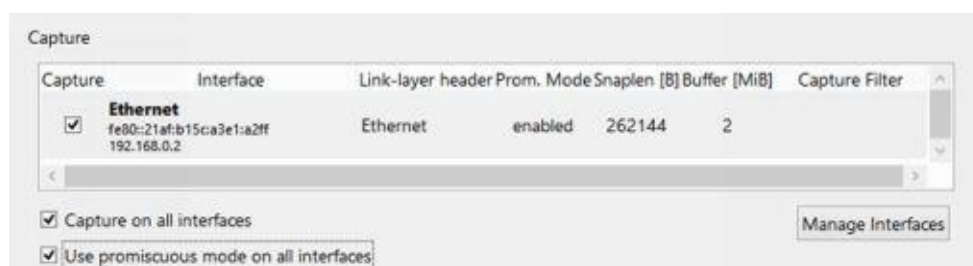 Capture
Capture Interface Link-layer header Prom. Mode Snaplen [B] Buffer [MiB] Capture Filter
Ethernet
fe80::21af:b15c:a3e1:a2ff Ethernet enabled 262144 2
192.168.0.2
Capture on all interfaces
Manage Interfaces
Use promiscuous mode on all interfaces